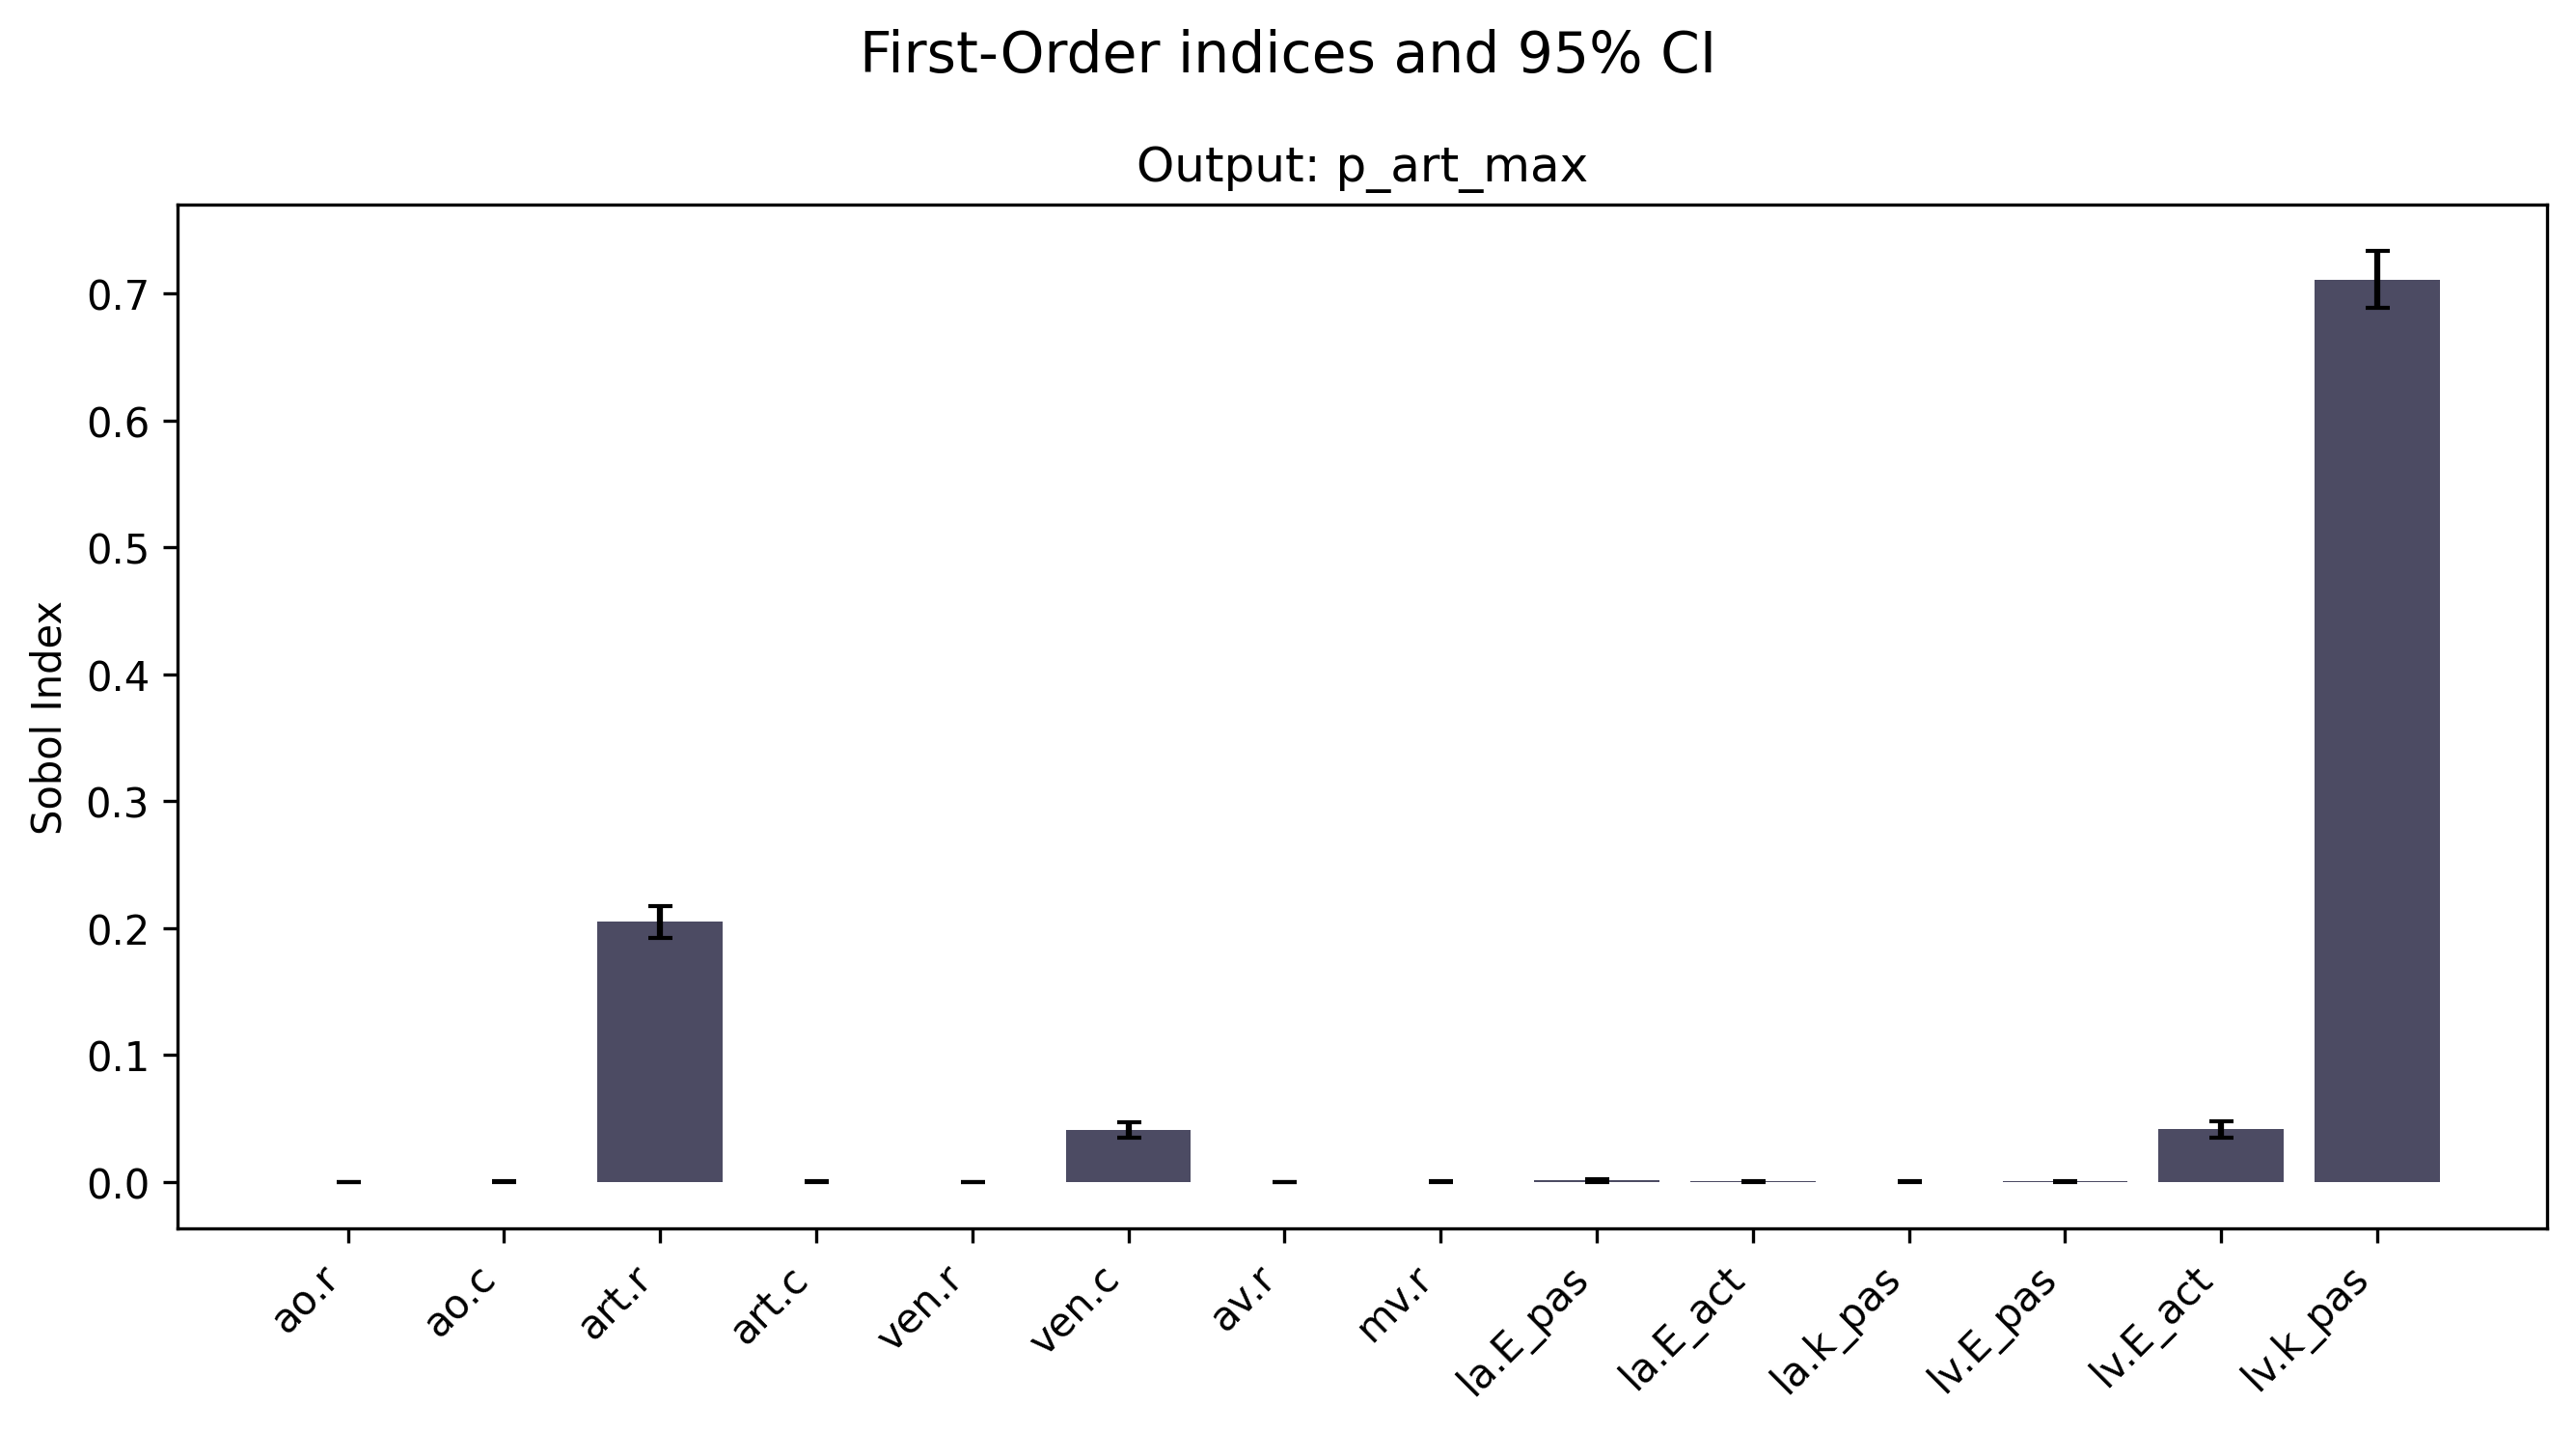 First-Order indices and 95% CI
Output: p_art_max
Sobol Index
0.7
0.6
0.5
0.4
0.3
0.2
0.1
0.0
ao.r
ao.c
art.r
art.c
ven.r
ven.c
av.r
mv.r
la.E_pas
la.E_act
la.k_pas
lv.E_pas
lv.E_act
lv.k_pas